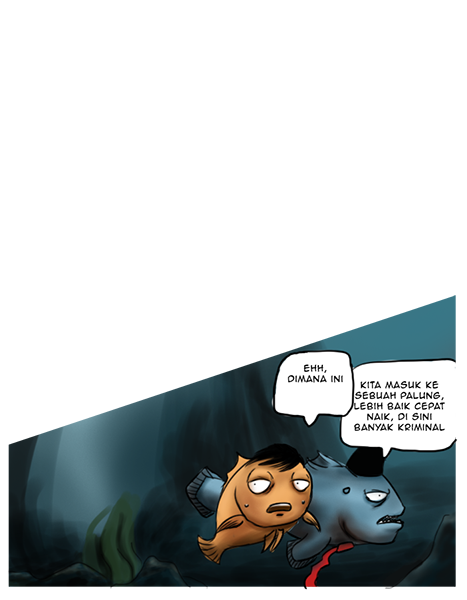 EHH,
DIMANA INI
KITA MASUK KE
SEBUAH PALUNG,
LEBIH BAIK CEPAT
NAIK, DI SINI
BANYAK KRIMINAL